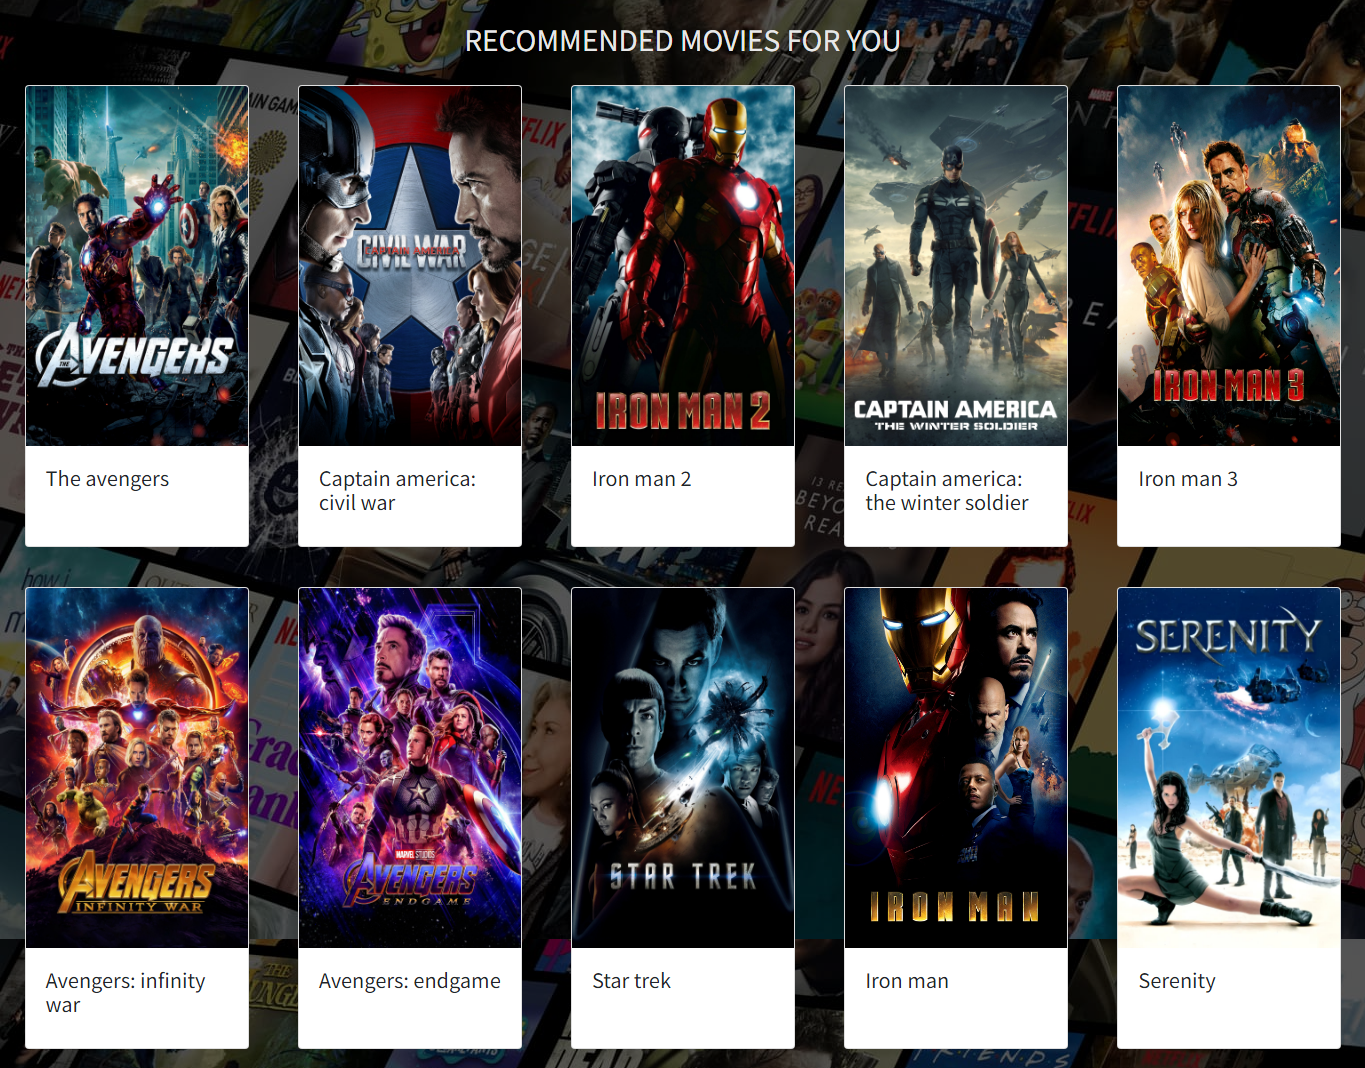 RECOMMENDED MOVIES FOR YOU
THE AVENGERS
CIVIL WAR
CAPTAIN AMERICA
IRON MAN 2
CAPTAIN AMERICA
THE WINTER SOLDIER
IRON MAN 3
The avengers
Captain america:
civil war
Iron man 2
Captain america:
the winter soldier
Iron man 3
AVENGERS
INFINITY WAR
MARVEL STUDIOS
AVENGERS
ENDGAME
STAR TREK
IRON MAN
SERENITY
Avengers: infinity
war
Avengers: endgame
Star trek
Iron man
Serenity
FRIENDS